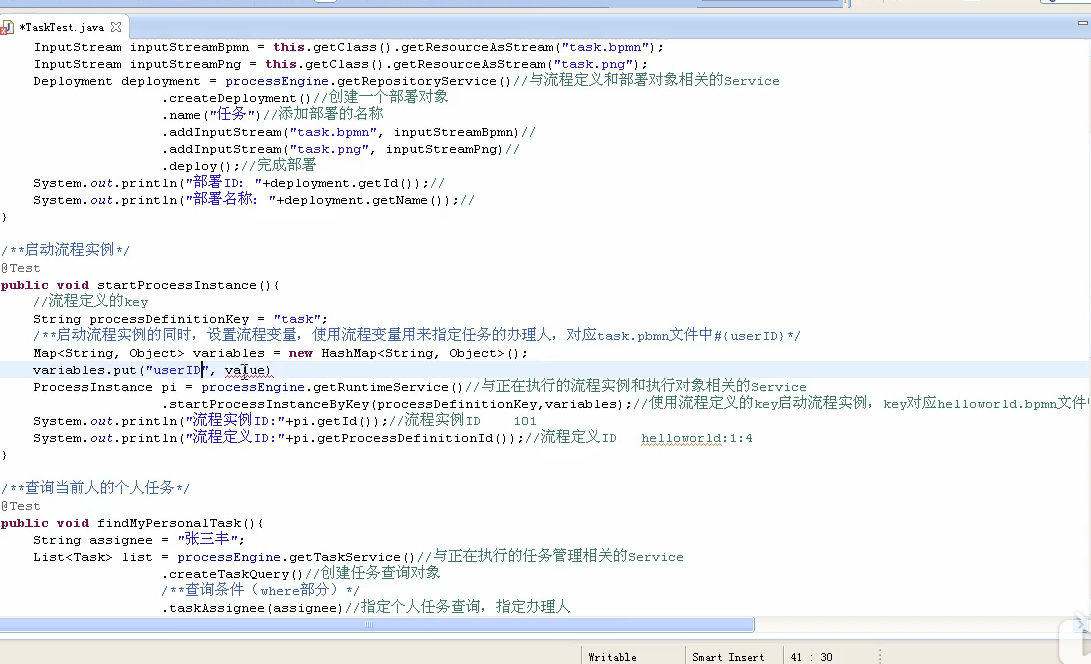 *TaskTest.java
InputStream inputStreamBpmn = this.getClass().getResourceAsStream("task.bpmn");
InputStream inputStreamPng = this.getClass().getResourceAsStream("task.png");
Deployment deployment = processEngine.getRepositoryService()//与流程定义和部署对象相关的Service
.createDeployment()//创建一个部署对象
.name("任务")//添加部署的名称
.addInputStream("task.bpmn", inputStreamBpmn)//
.addInputStream("task.png", inputStreamPng)//
.deploy();//完成部署
System.out.println("部署ID: "+deployment.getId());//
System.out.println("部署名称: "+deployment.getName());//
}
/**启动流程实例*/
@Test
public void startProcessInstance(){
//流程定义的key
String processDefinitionKey = "task";
/**启动流程实例的同时，设置流程变量，使用流程变量用来指定任务的办理人，对应task.pbmn文件中#{userID}*/
Map<String, Object> variables = new HashMap<String, Object>();
variables.put("userID", value)
ProcessInstance pi = processEngine.getRuntimeService()//与正在执行的流程实例和执行对象相关的Service
.startProcessInstanceByKey(processDefinitionKey,variables);//使用流程定义的key启动流程实例，key对应helloworld.bpmn文件
System.out.println("流程实例ID:"+pi.getId());//流程实例ID    101
System.out.println("流程定义ID:"+pi.getProcessDefinitionId());//流程定义ID   helloworld:1:4
}
/**查询当前人的个人任务*/
@Test
public void findMyPersonalTask(){
String assignee = "张三丰";
List<Task> list = processEngine.getTaskService()//与正在执行的任务管理相关的Service
.createTaskQuery()//创建任务查询对象
/**查询条件（where部分）*/
.taskAssignee(assignee)//指定个人任务查询，指定办理人
Writable
Smart Insert
41 : 30